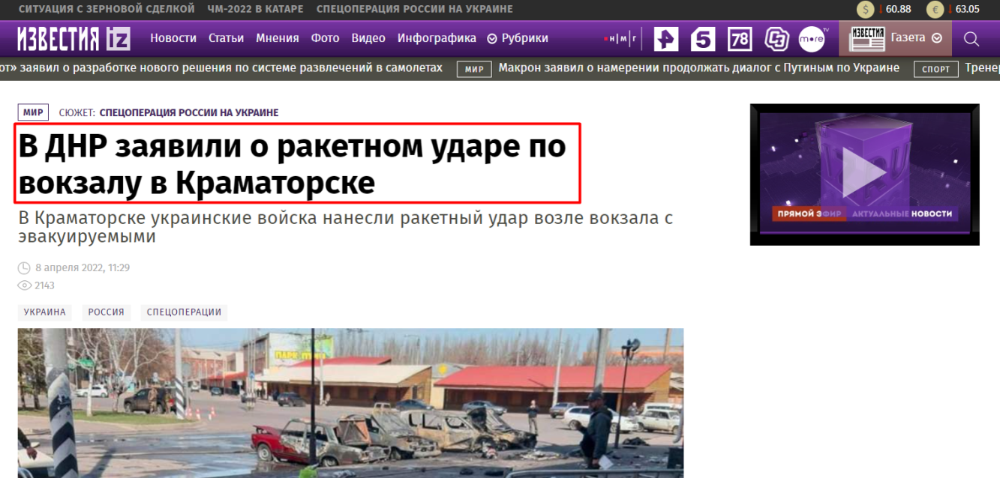 СИТУАЦИЯ С ЗЕРНОВОЙ СДЕЛКОЙ ЧМ-2022 В КАТАРЕ СПЕЦОПЕРАЦИЯ РОССИИ НА УКРАИНЕ $ 60.88 € 63.05
ИЗВЕСТИЯ iz Новости Статьи Мнения Фото Видео Инфографика Рубрики н|м|г 5 78 more tv ИЗВЕСТИЯ Газета
от» заявил о разработке нового решения по системе развлечений в самолетах МИР Макрон заявил о намерении продолжать диалог с Путиным по Украине СПОРТ Тренер
МИР СЮЖЕТ: СПЕЦОПЕРАЦИЯ РОССИИ НА УКРАИНЕ
В ДНР заявили о ракетном ударе по
вокзалу в Краматорске
В Краматорске украинские войска нанесли ракетный удар возле вокзала с
эвакуируемыми
8 апреля 2022, 11:29
2143
УКРАИНА РОССИЯ СПЕЦОПЕРАЦИИ
ПРЯМОЙ ЭФИР АКТУАЛЬНЫЕ НОВОСТИ